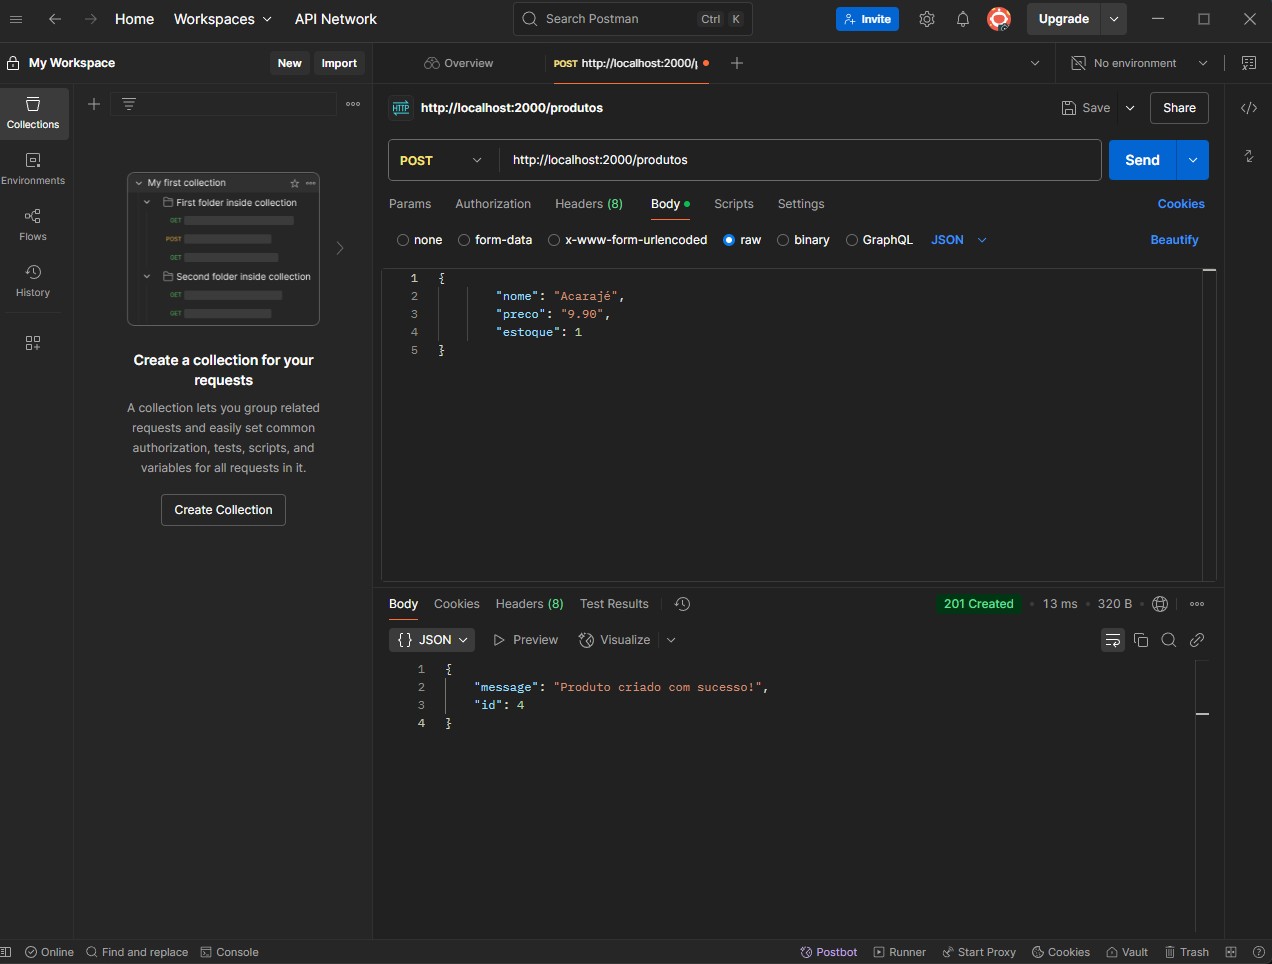 Home Workspaces API Network Search Postman Ctrl K Invite Upgrade
My Workspace New Import Overview POST http://localhost:2000/ No environment
Collections
Environments
Flows
History
My first collection
First folder inside collection
GET
POST
GET
Second folder inside collection
GET
GET
Create a collection for your
requests
A collection lets you group related
requests and easily set common
authorization, tests, scripts, and
variables for all requests in it.
Create Collection
HTTP http://localhost:2000/produtos Save Share
POST http://localhost:2000/produtos Send
Params Authorization Headers (8) Body Scripts Settings Cookies
none form-data x-www-form-urlencoded raw binary GraphQL JSON Beautify
1 {
2 "nome": "Acarajé",
3 "preco": "9.90",
4 "estoque": 1
5 }
Body Cookies Headers (8) Test Results 201 Created 13 ms 320 B
{} JSON Preview Visualize
1 {
2 "message": "Produto criado com sucesso!",
3 "id": 4
4 }
Online Find and replace Console Postbot Runner Start Proxy Cookies Vault Trash